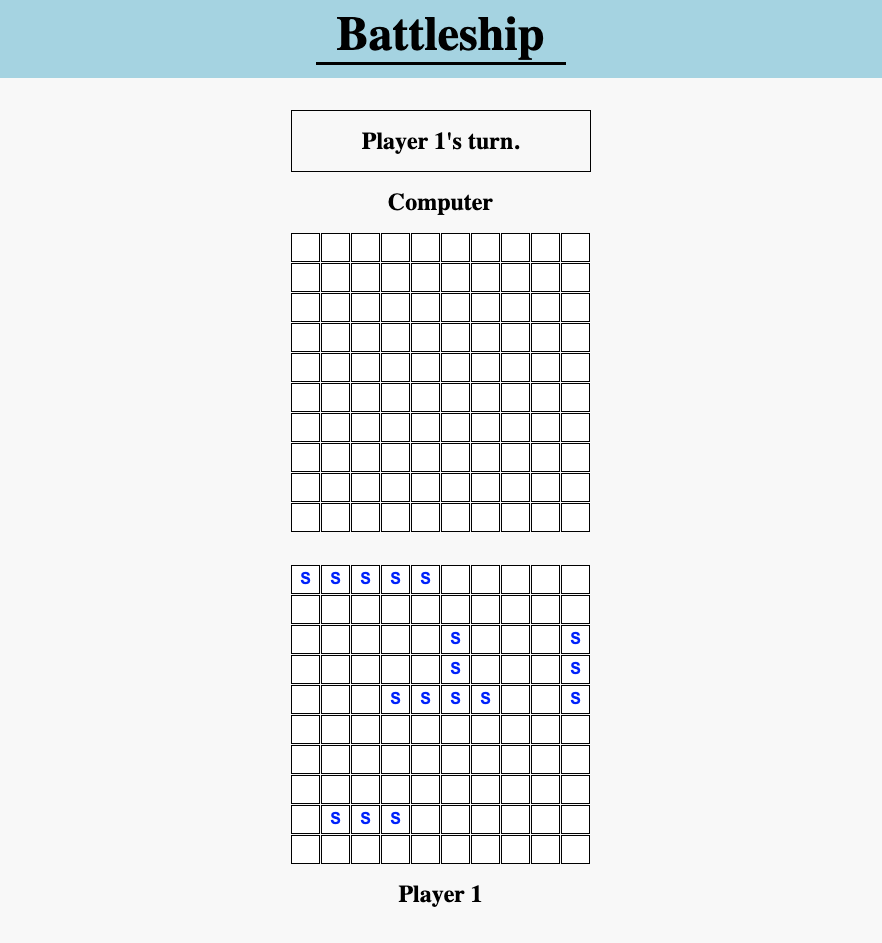 Battleship
Player 1's turn.
Computer
S S S S S
S S
S S
S S S S S
S S S
Player 1